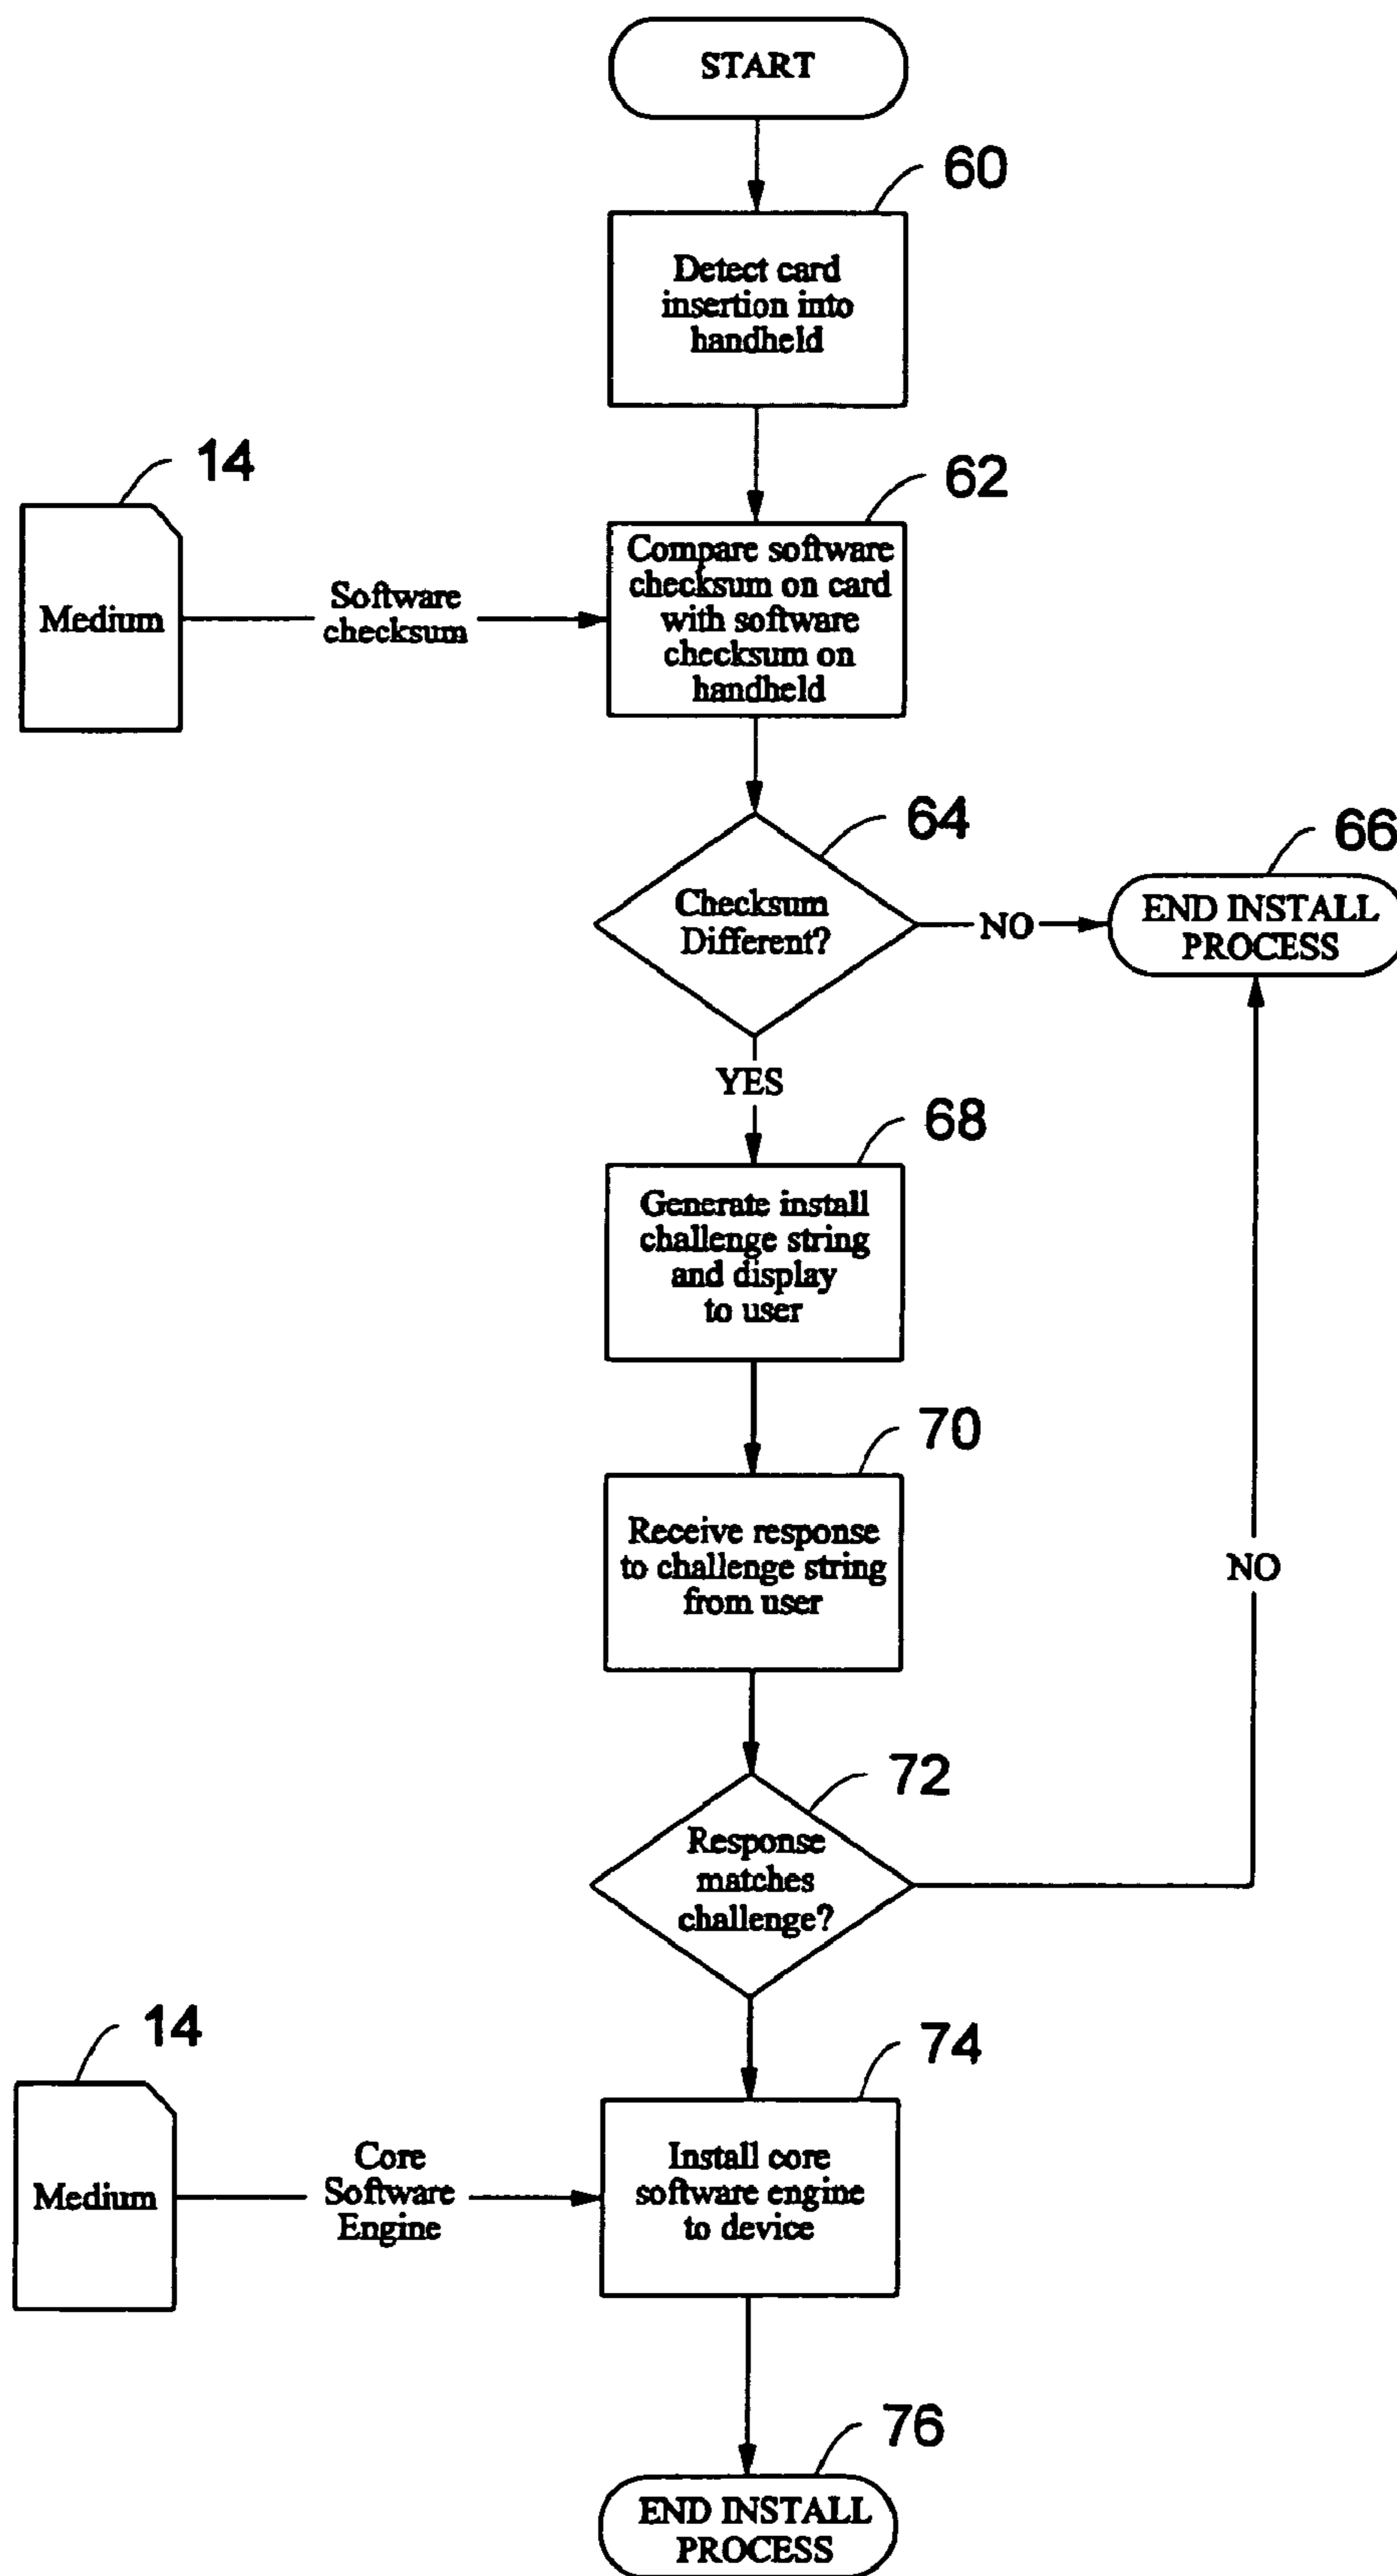 START
60
Detect card
insertion into
handheld
14
62
Medium
Software
checksum
Compare software
checksum on card
with software
checksum on
handheld
64
66
Checksum
Different?
NO
END INSTALL
PROCESS
YES
68
Generate install
challenge string
and display
to user
70
Receive response
to challenge string
from user
NO
72
Response
matches
challenge?
14
74
Medium
Core
Software
Engine
Install core
software engine
to device
76
END INSTALL
PROCESS